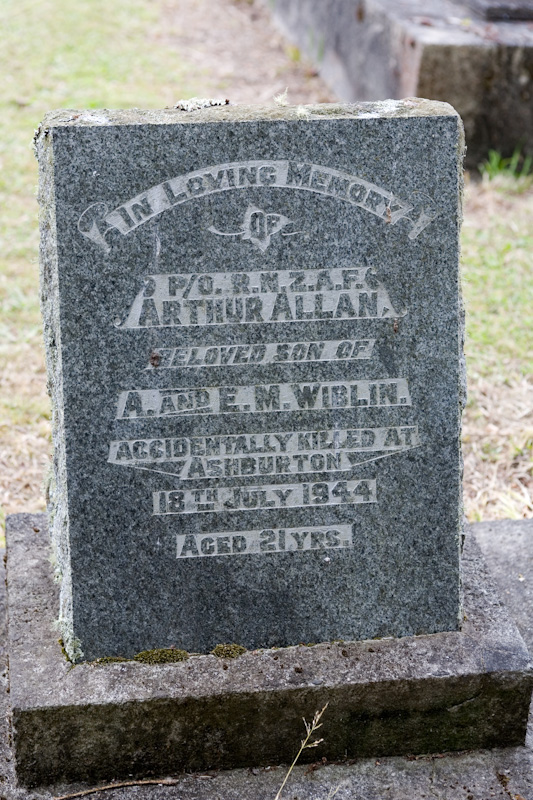 IN LOVING MEMORY
OF
P/O. R.N.Z.A.F.
ARTHUR ALLAN,
BELOVED SON OF
A. AND E. M. WIBLIN.
ACCIDENTALLY KILLED AT
ASHBURTON
18TH JULY 1944
AGED 21 YRS.